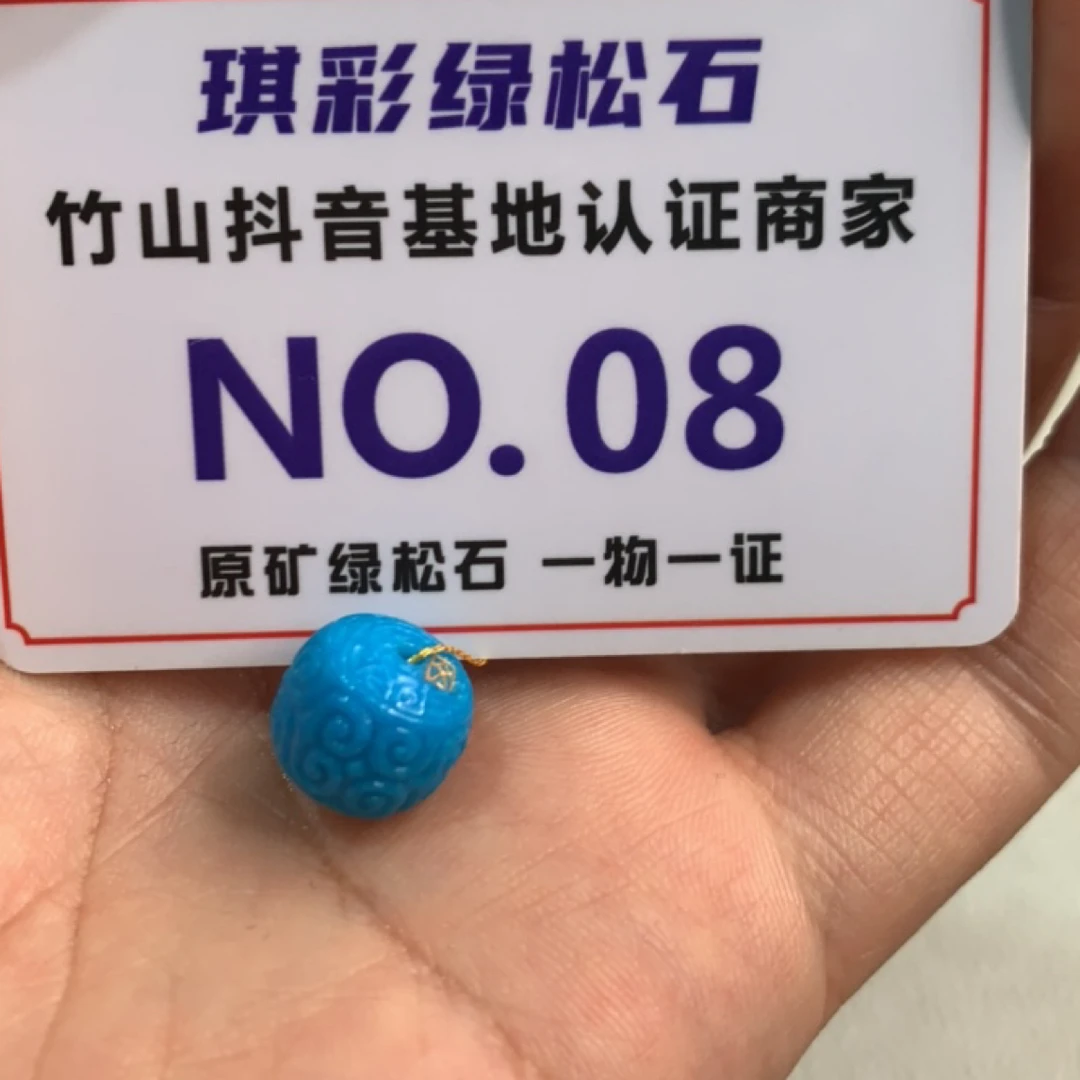 琪彩绿松石
竹山抖音基地认证商家
NO.08
原矿绿松石 一物一证